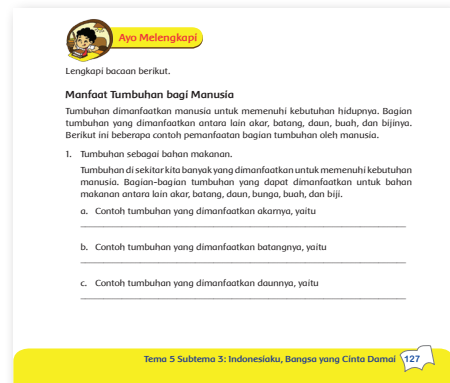 Ayo Melengkapi
Lengkapi bacaan berikut.
Manfaat Tumbuhan bagi Manusia
Tumbuhan dimanfaatkan manusia untuk memenuhi kebutuhan hidupnya. Bagian
tumbuhan yang dimanfaatkan antara lain akar, batang, daun, buah, dan bijinya.
Berikut ini beberapa contoh pemanfaatan bagian tumbuhan oleh manusia.
1. Tumbuhan sebagai bahan makanan.
Tumbuhan di sekitar kita banyak yang dimanfaatkan untuk memenuhi kebutuhan
manusia. Bagian-bagian tumbuhan yang dapat dimanfaatkan untuk bahan
makanan antara lain akar, batang, daun, bunga, buah, dan biji.
a. Contoh tumbuhan yang dimanfaatkan akarnya, yaitu
b. Contoh tumbuhan yang dimanfaatkan batangnya, yaitu
c. Contoh tumbuhan yang dimanfaatkan daunnya, yaitu
Tema 5 Subtema 3: Indonesiaku, Bangsa yang Cinta Damai 127